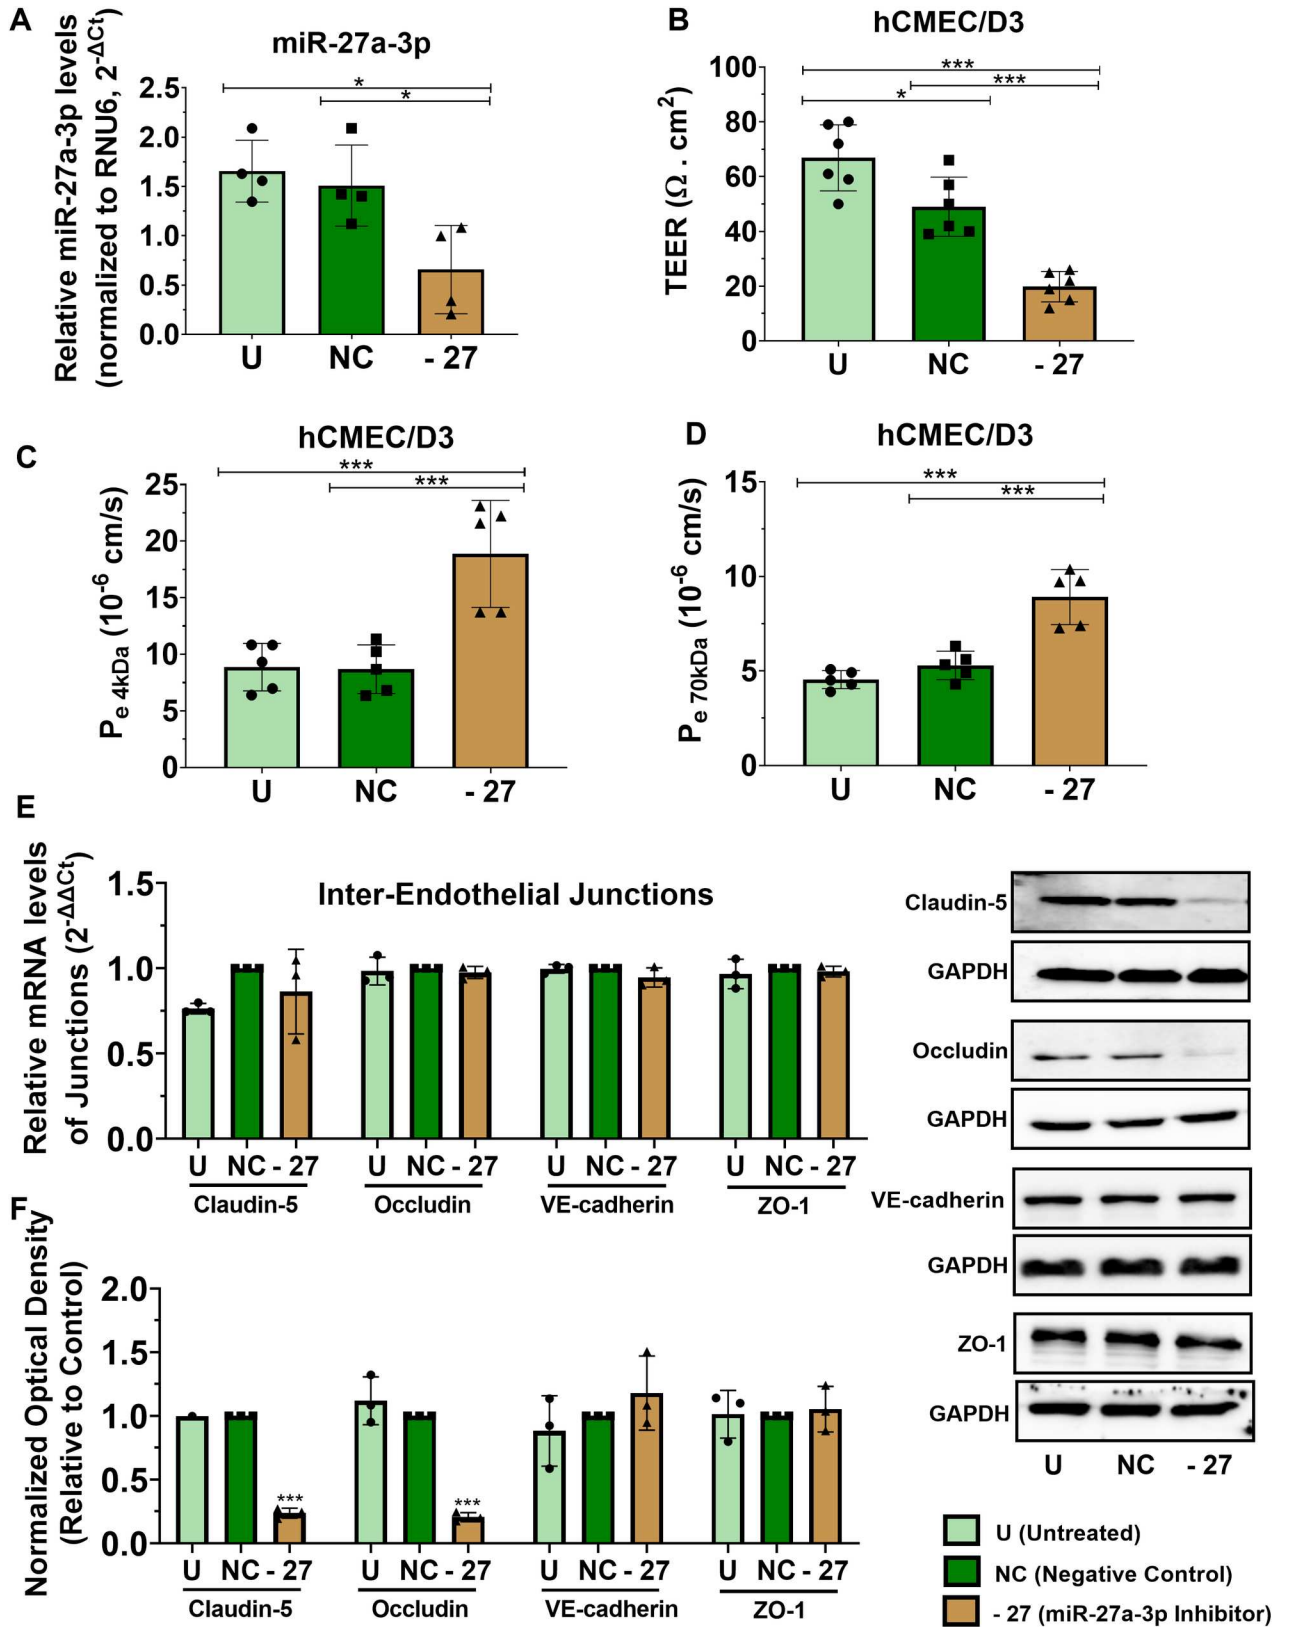 A
Relative miR-27a-3p levels
(normalized to RNU6, 2-ΔCt)
miR-27a-3p
*
*
2.5
2.0
1.5
1.0
0.5
0.0
U NC - 27
B
hCMEC/D3
TEER (Ω . cm2)
***
***
*
100
80
60
40
20
0
U NC - 27
C
hCMEC/D3
Pe 4kDa (10-6 cm/s)
***
***
25
20
15
10
5
0
U NC - 27
D
hCMEC/D3
Pe 70kDa (10-6 cm/s)
***
***
15
10
5
0
U NC - 27
E
Relative mRNA levels
of Junctions (2-ΔΔCt)
Inter-Endothelial Junctions
1.5
1.0
0.5
0.0
U NC - 27 U NC - 27 U NC - 27 U NC - 27
Claudin-5 Occludin VE-cadherin ZO-1
F
Normalized Optical Density
(Relative to Control)
2.0
1.5
1.0
0.5
0.0
*** ***
U NC - 27 U NC - 27 U NC - 27 U NC - 27
Claudin-5 Occludin VE-cadherin ZO-1
Claudin-5
GAPDH
Occludin
GAPDH
VE-cadherin
GAPDH
ZO-1
GAPDH
U NC - 27
U (Untreated)
NC (Negative Control)
- 27 (miR-27a-3p Inhibitor)